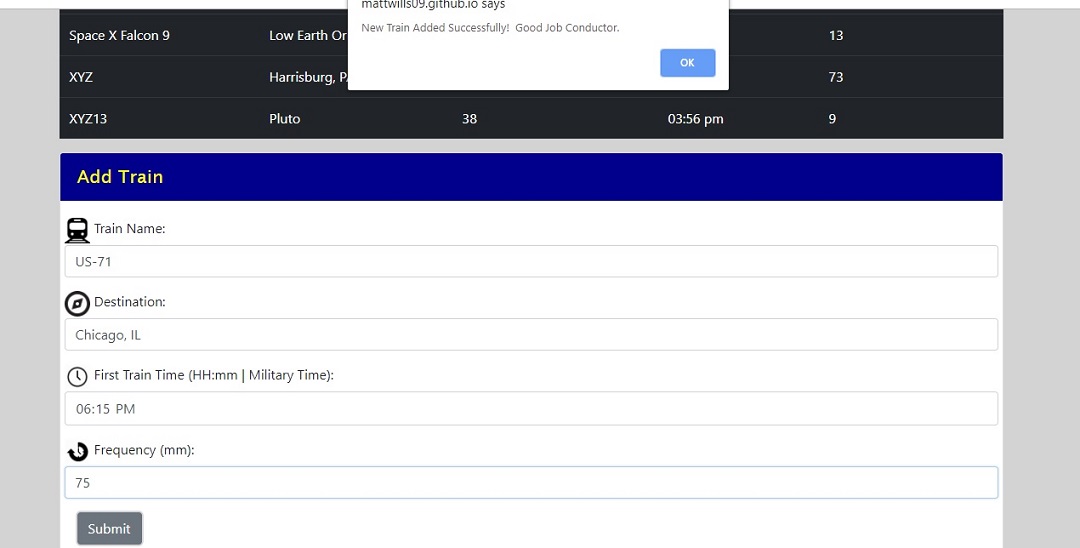 mattwills09.github.io says
New Train Added Successfully! Good Job Conductor.
OK
Space X Falcon 9 Low Earth Or 13
XYZ Harrisburg, P 73
XYZ13 Pluto 38 03:56 pm 9
Add Train
Train Name:
US-71
Destination:
Chicago, IL
First Train Time (HH:mm | Military Time):
06:15 PM
Frequency (mm):
75
Submit